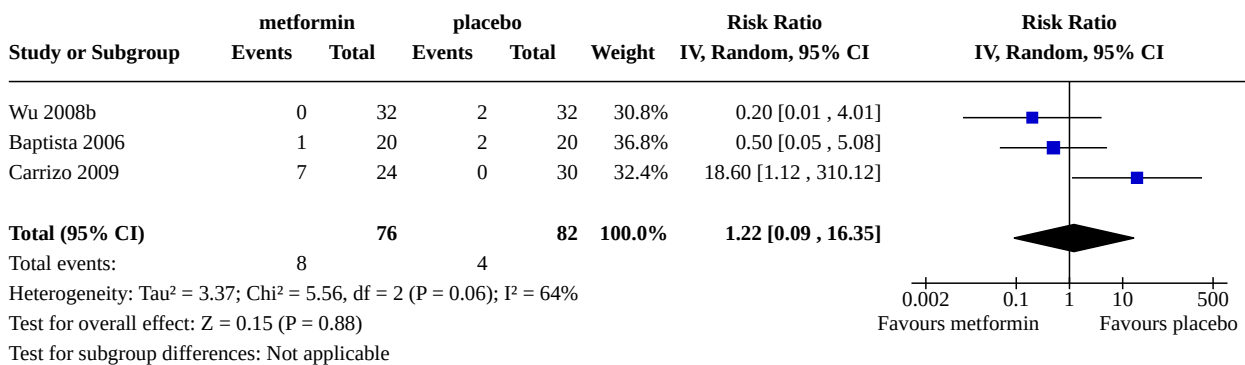 metformin placebo Risk Ratio Risk Ratio
Study or Subgroup Events Total Events Total Weight IV, Random, 95% CI IV, Random, 95% CI
Wu 2008b 0 32 2 32 30.8% 0.20 [0.01 , 4.01]
Baptista 2006 1 20 2 20 36.8% 0.50 [0.05 , 5.08]
Carrizo 2009 7 24 0 30 32.4% 18.60 [1.12 , 310.12]
Total (95% CI) 76 82 100.0% 1.22 [0.09 , 16.35]
Total events: 8 4
Heterogeneity: Tau² = 3.37; Chi² = 5.56, df = 2 (P = 0.06); I² = 64%
0.002 0.1 1 10 500
Test for overall effect: Z = 0.15 (P = 0.88) Favours metformin Favours placebo
Test for subgroup differences: Not applicable